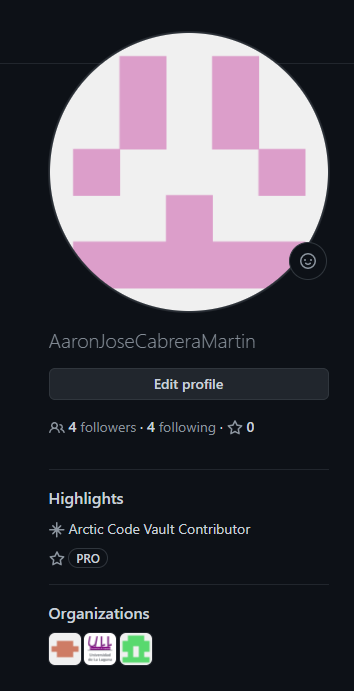 AaronJoseCabreraMartin
Edit profile
4 followers · 4 following · 0
Highlights
Arctic Code Vault Contributor
PRO
Organizations
ULL
Universidad
de La Laguna